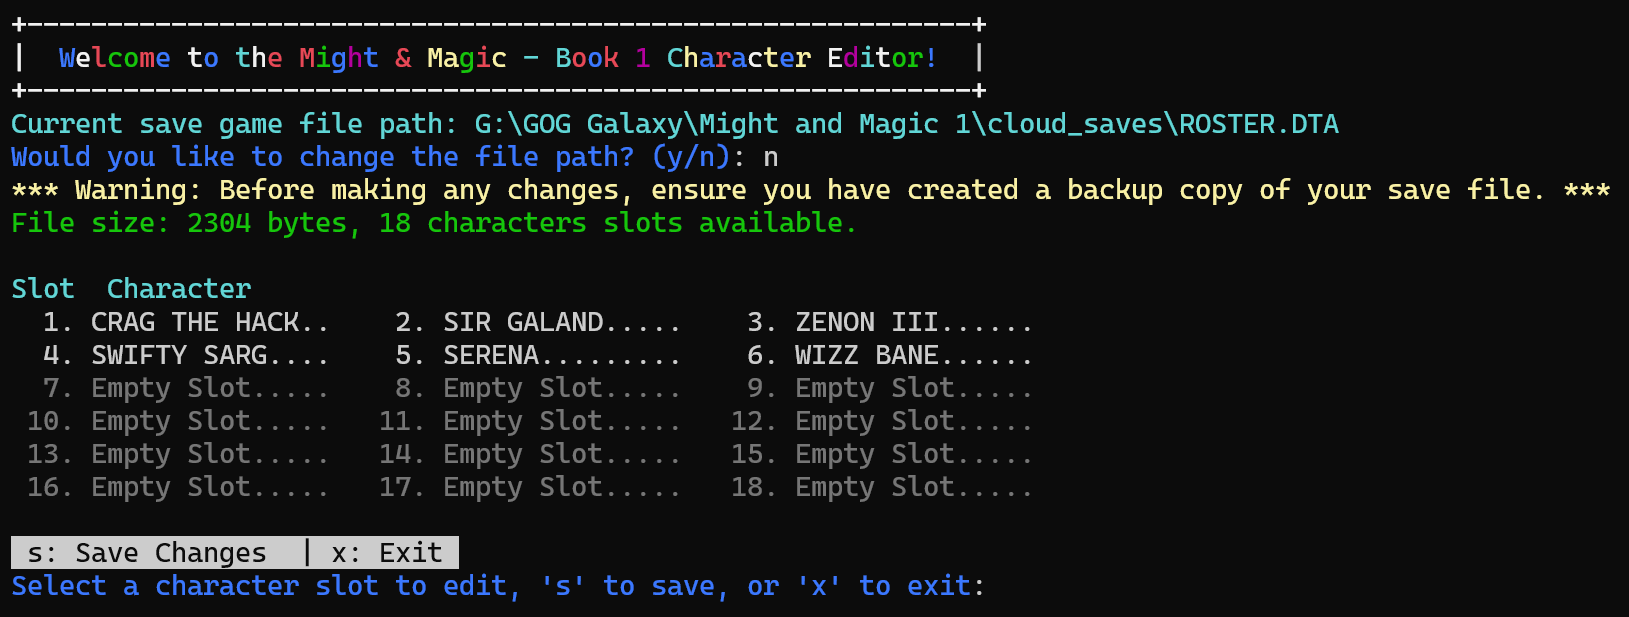 +-----------------------------------------------------------+
|  Welcome to the Might & Magic - Book 1 Character Editor!  |
+-----------------------------------------------------------+
Current save game file path: G:\GOG Galaxy\Might and Magic 1\cloud_saves\ROSTER.DTA
Would you like to change the file path? (y/n): n
*** Warning: Before making any changes, ensure you have created a backup copy of your save file. ***
File size: 2304 bytes, 18 characters slots available.
Slot  Character
  1. CRAG THE HACK..    2. SIR GALAND.....    3. ZENON III......
  4. SWIFTY SARG....    5. SERENA.........    6. WIZZ BANE......
  7. Empty Slot.....    8. Empty Slot.....    9. Empty Slot.....
 10. Empty Slot.....   11. Empty Slot.....   12. Empty Slot.....
 13. Empty Slot.....   14. Empty Slot.....   15. Empty Slot.....
 16. Empty Slot.....   17. Empty Slot.....   18. Empty Slot.....
 s: Save Changes  | x: Exit
Select a character slot to edit, 's' to save, or 'x' to exit: